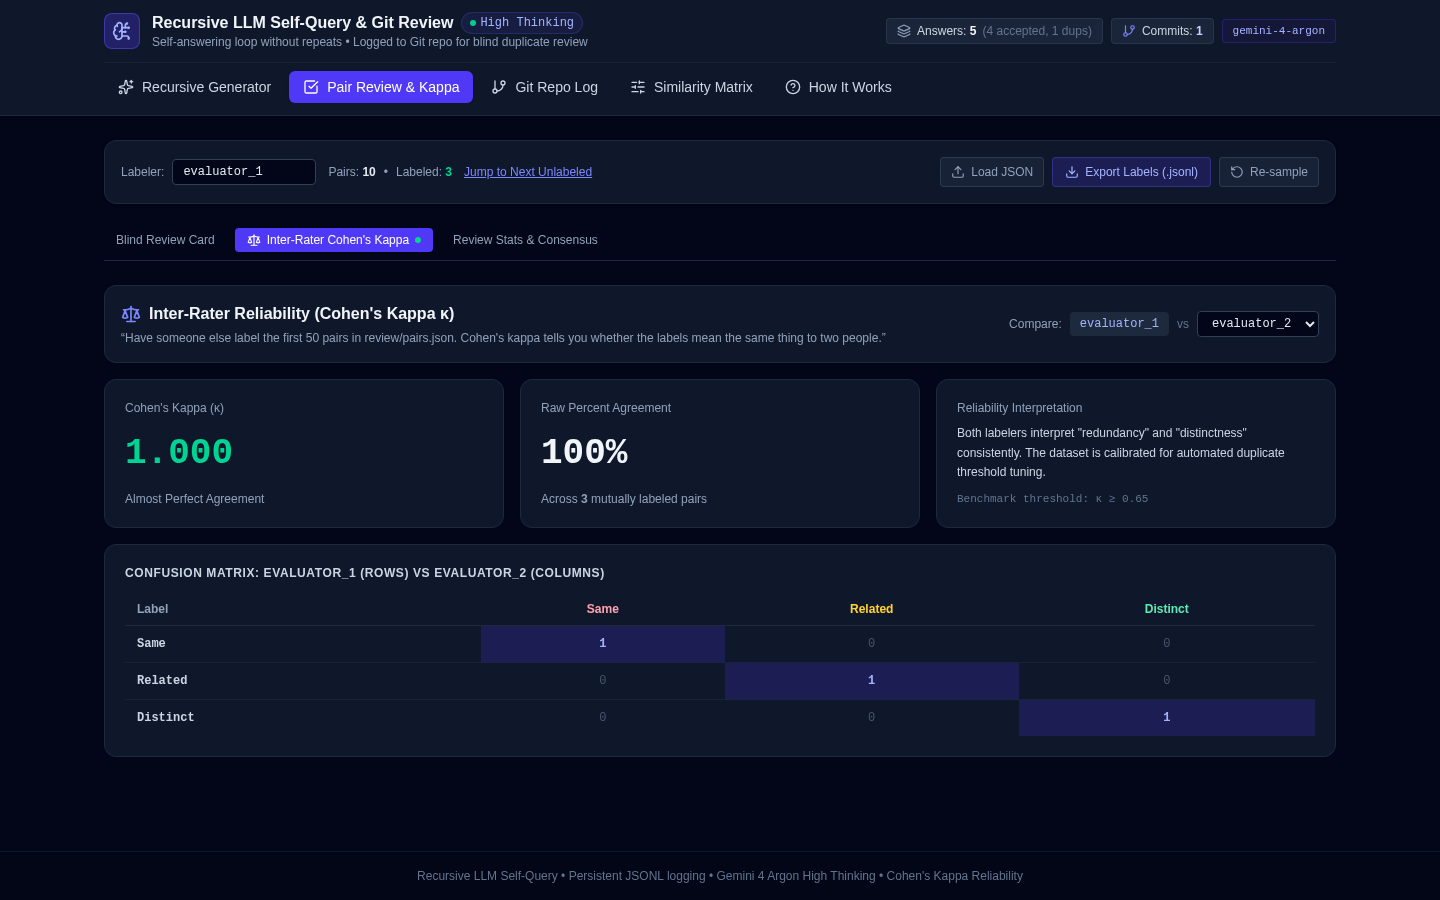 Recursive LLM Self-Query & Git Review
High Thinking
Self-answering loop without repeats • Logged to Git repo for blind duplicate review
Answers: 5 (4 accepted, 1 dups)
Commits: 1
gemini-4-argon
Recursive Generator
Pair Review & Kappa
Git Repo Log
Similarity Matrix
How It Works
Labeler:
evaluator_1
Pairs: 10 • Labeled: 3
Jump to Next Unlabeled
Load JSON
Export Labels (.jsonl)
Re-sample
Blind Review Card
Inter-Rater Cohen's Kappa
Review Stats & Consensus
Inter-Rater Reliability (Cohen's Kappa κ)
“Have someone else label the first 50 pairs in review/pairs.json. Cohen's kappa tells you whether the labels mean the same thing to two people.”
Compare:
evaluator_1
vs
evaluator_2
Cohen's Kappa (κ)
1.000
Almost Perfect Agreement
Raw Percent Agreement
100%
Across 3 mutually labeled pairs
Reliability Interpretation
Both labelers interpret "redundancy" and "distinctness"
consistently. The dataset is calibrated for automated duplicate
threshold tuning.
Benchmark threshold: κ ≥ 0.65
CONFUSION MATRIX: EVALUATOR_1 (ROWS) VS EVALUATOR_2 (COLUMNS)
Label Same Related Distinct
Same 1 0 0
Related 0 1 0
Distinct 0 0 1
Recursive LLM Self-Query • Persistent JSONL logging • Gemini 4 Argon High Thinking • Cohen's Kappa Reliability